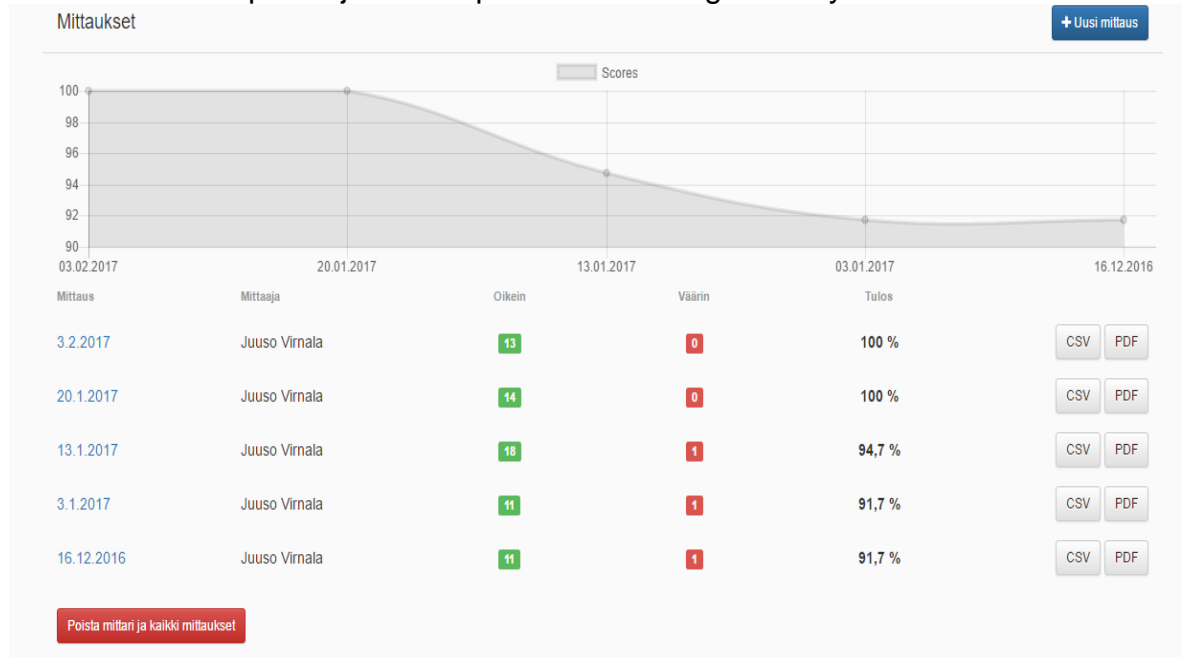 Mittaukset
+ Uusi mittaus
Scores
100
98
96
94
92
90
03.02.2017 20.01.2017 13.01.2017 03.01.2017 16.12.2016
Mittaus Mittaaja Oikein Väärin Tulos
3.2.2017 Juuso Virnala 13 0 100 % CSV PDF
20.1.2017 Juuso Virnala 14 0 100 % CSV PDF
13.1.2017 Juuso Virnala 18 1 94,7 % CSV PDF
3.1.2017 Juuso Virnala 11 1 91,7 % CSV PDF
16.12.2016 Juuso Virnala 11 1 91,7 % CSV PDF
Poista mittari ja kaikki mittaukset